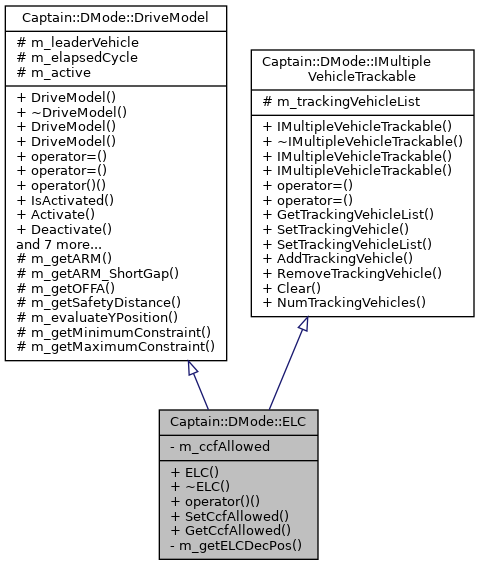 Captain::DMode::DriveModel
# m_leaderVehicle
# m_elapsedCycle
# m_active
+ DriveModel()
+ ~DriveModel()
+ DriveModel()
+ DriveModel()
+ operator=()
+ operator=()
+ operator()()
+ IsActivated()
+ Activate()
+ Deactivate()
and 7 more...
# m_getARM()
# m_getARM_ShortGap()
# m_getOFFA()
# m_getSafetyDistance()
# m_evaluateYPosition()
# m_getMinimumConstraint()
# m_getMaximumConstraint()
Captain::DMode::IMultiple
VehicleTrackable
# m_trackingVehicleList
+ IMultipleVehicleTrackable()
+ ~IMultipleVehicleTrackable()
+ IMultipleVehicleTrackable()
+ IMultipleVehicleTrackable()
+ operator=()
+ operator=()
+ GetTrackingVehicleList()
+ SetTrackingVehicle()
+ SetTrackingVehicleList()
+ AddTrackingVehicle()
+ RemoveTrackingVehicle()
+ Clear()
+ NumTrackingVehicles()
Captain::DMode::ELC
- m_ccfAllowed
+ ELC()
+ ~ELC()
+ operator()()
+ SetCcfAllowed()
+ GetCcfAllowed()
- m_getELCDecPos()